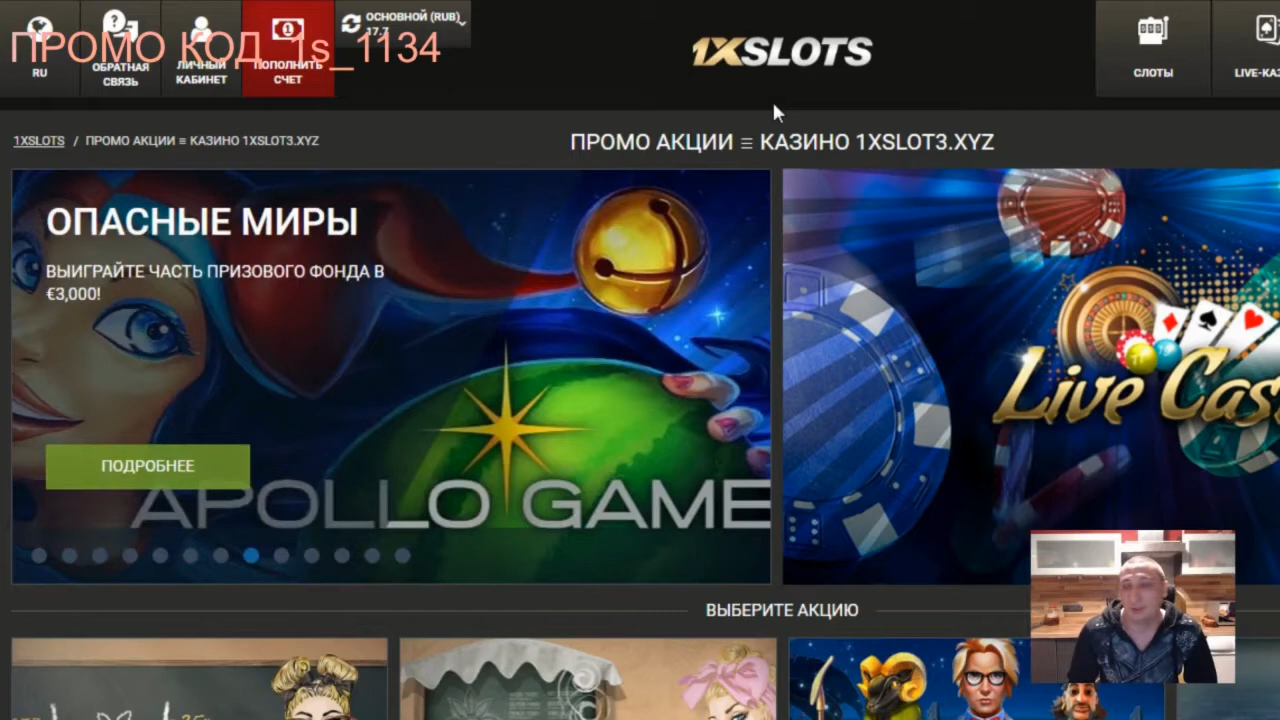 ПРОМО КОД 1s_1134
RU
ОБРАТНАЯ
СВЯЗЬ
ЛИЧНЫЙ
КАБИНЕТ
ПОПОЛНИТЬ
СЧЕТ
ОСНОВНОЙ (RUB)
17.7
1XSLOTS
СЛОТЫ
1XSLOTS / ПРОМО АКЦИИ ≡ КАЗИНО 1XSLOT3.XYZ
ПРОМО АКЦИИ ≡ КАЗИНО 1XSLOT3.XYZ
ОПАСНЫЕ МИРЫ
ВЫИГРАЙТЕ ЧАСТЬ ПРИЗОВОГО ФОНДА В
€3,000!
ПОДРОБНЕЕ
APOLLO GAME
Live Cas
ВЫБЕРИТЕ АКЦИЮ